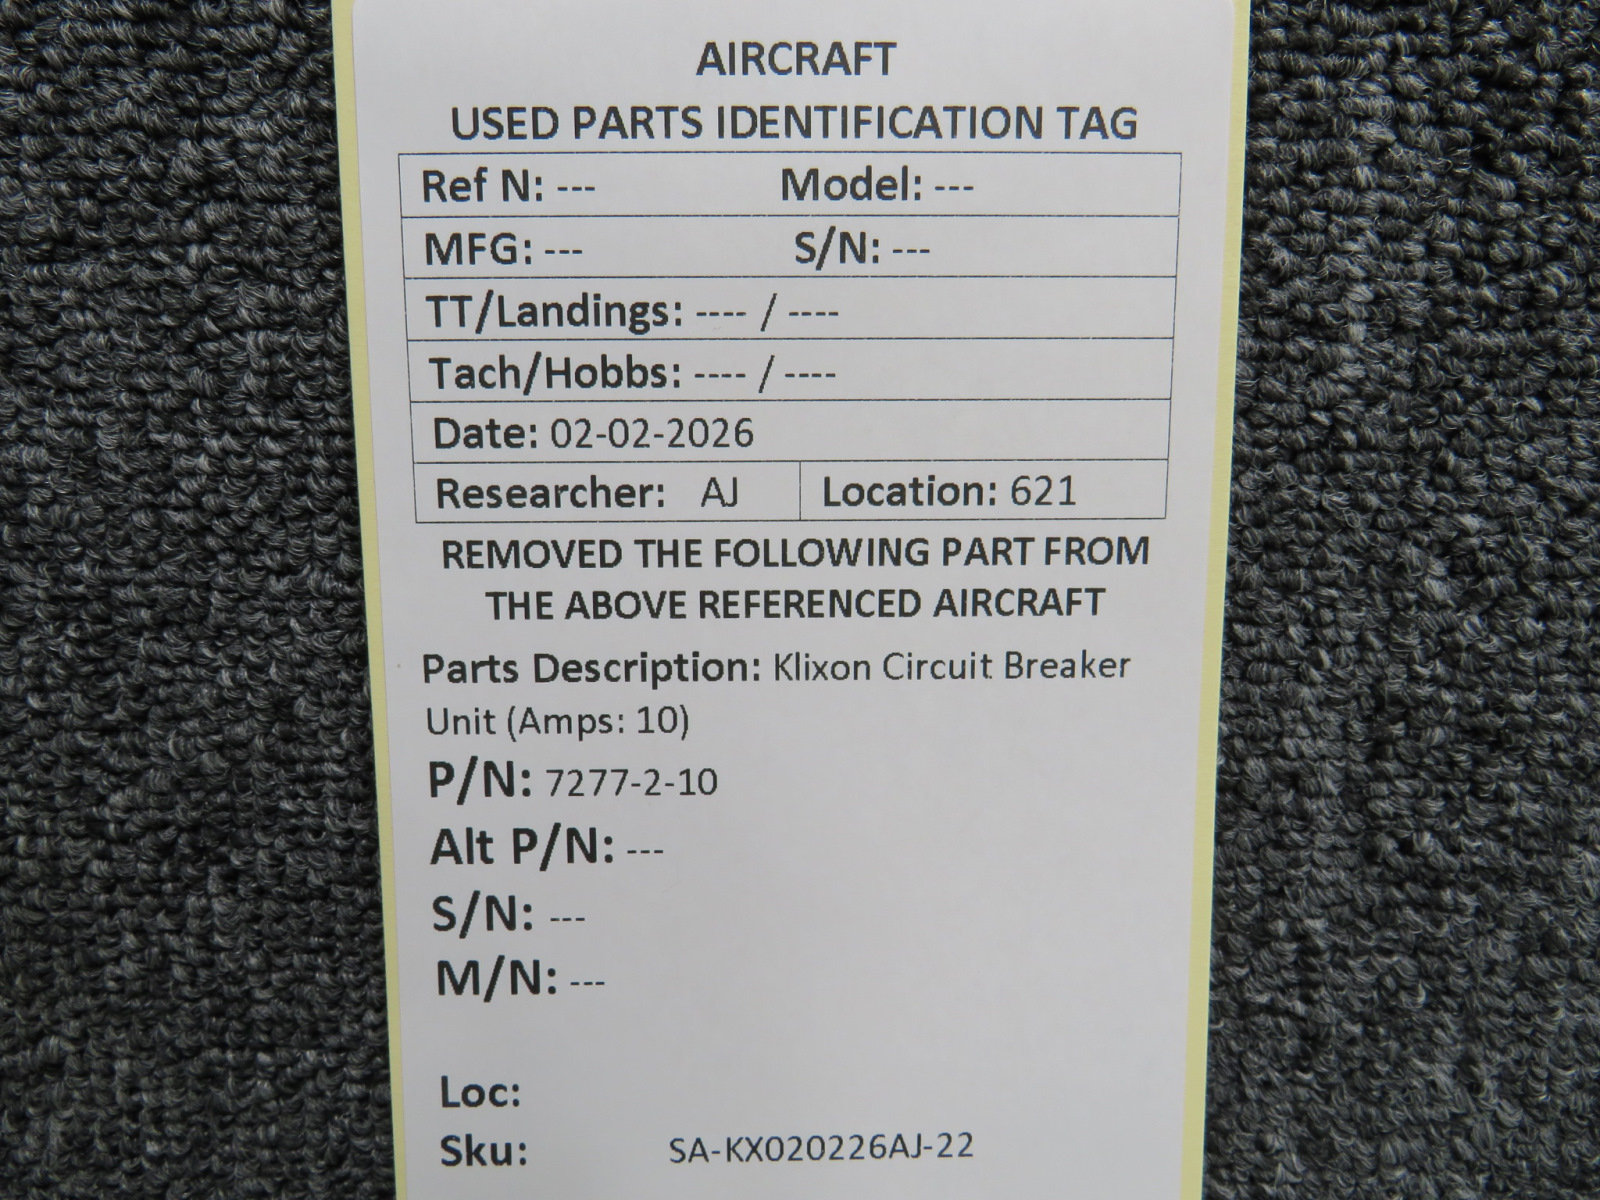 AIRCRAFT
USED PARTS IDENTIFICATION TAG
Ref N: --- Model: ---
MFG: --- S/N: ---
TT/Landings: ---- / ----
Tach/Hobbs: ---- / ----
Date: 02-02-2026
Researcher: AJ Location: 621
REMOVED THE FOLLOWING PART FROM
THE ABOVE REFERENCED AIRCRAFT
Parts Description: Klixon Circuit Breaker
Unit (Amps: 10)
P/N: 7277-2-10
Alt P/N: ---
S/N: ---
M/N: ---
Loc:
Sku: SA-KX020226AJ-22